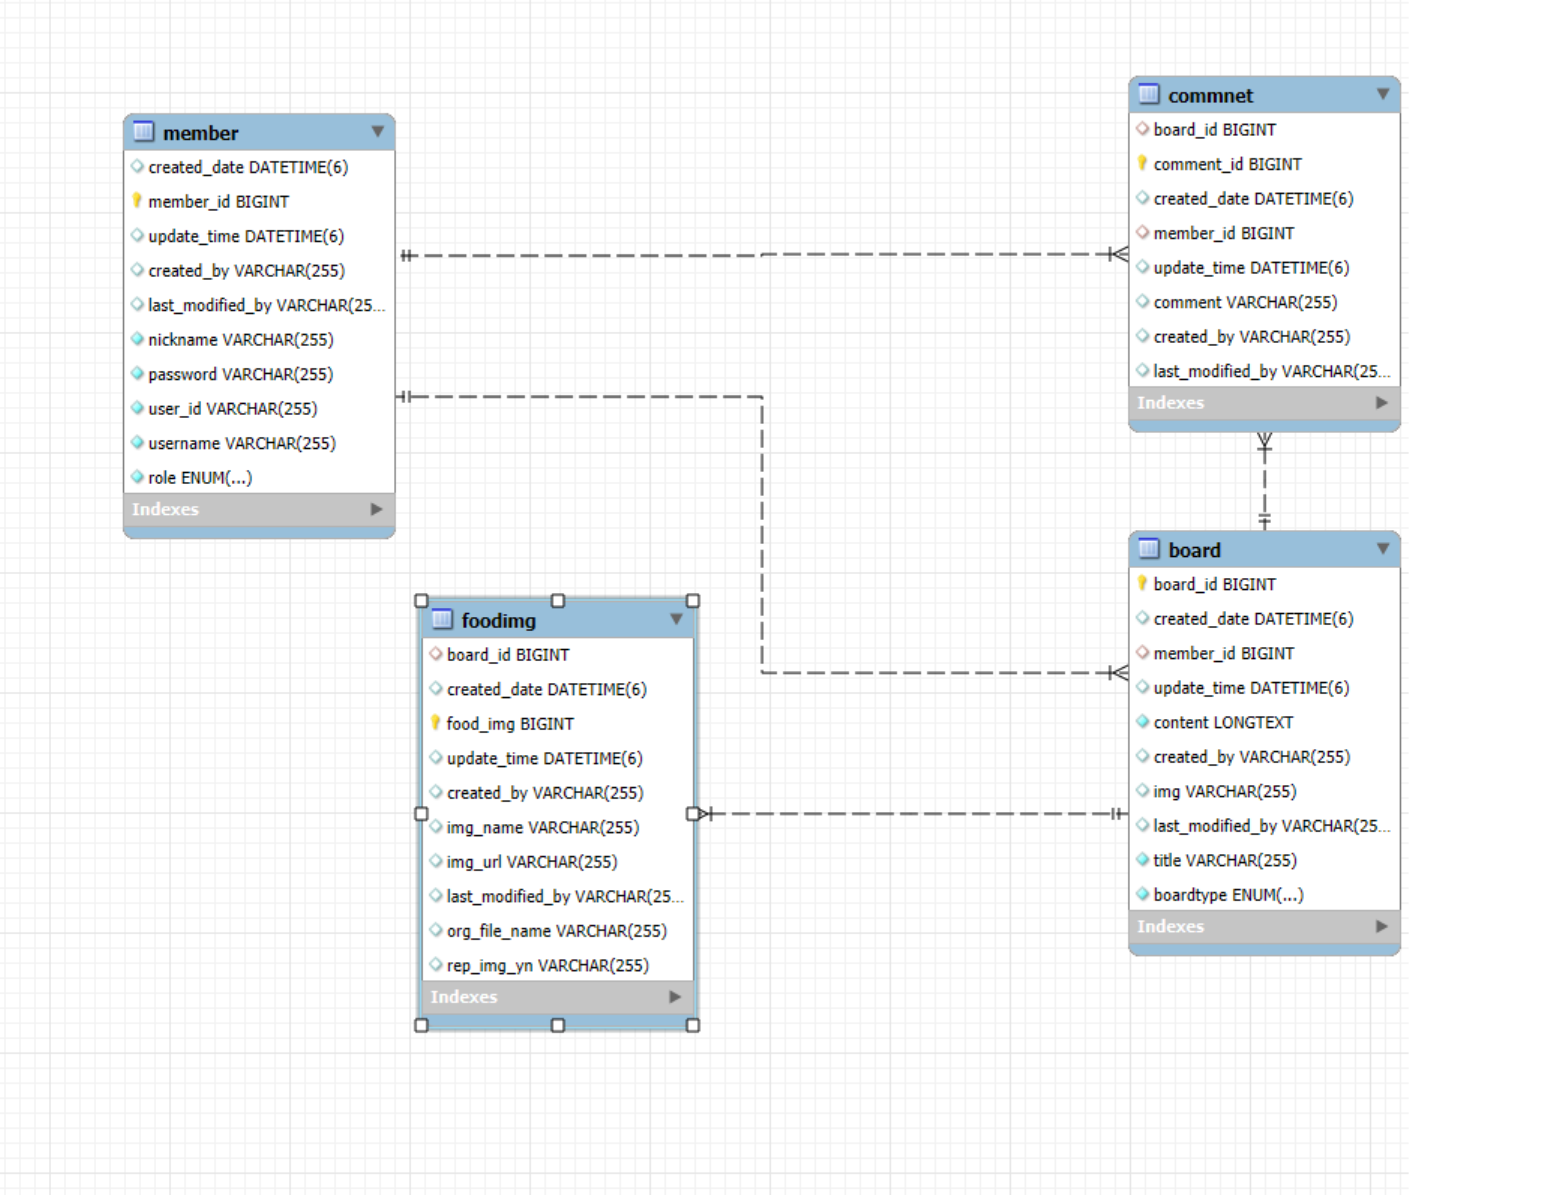 member
created_date DATETIME(6)
member_id BIGINT
update_time DATETIME(6)
created_by VARCHAR(255)
last_modified_by VARCHAR(25...
nickname VARCHAR(255)
password VARCHAR(255)
user_id VARCHAR(255)
username VARCHAR(255)
role ENUM(...)
Indexes
commnet
board_id BIGINT
comment_id BIGINT
created_date DATETIME(6)
member_id BIGINT
update_time DATETIME(6)
comment VARCHAR(255)
created_by VARCHAR(255)
last_modified_by VARCHAR(25...
Indexes
foodimg
board_id BIGINT
created_date DATETIME(6)
food_img BIGINT
update_time DATETIME(6)
created_by VARCHAR(255)
img_name VARCHAR(255)
img_url VARCHAR(255)
last_modified_by VARCHAR(25...
org_file_name VARCHAR(255)
rep_img_yn VARCHAR(255)
Indexes
board
board_id BIGINT
created_date DATETIME(6)
member_id BIGINT
update_time DATETIME(6)
content LONGTEXT
created_by VARCHAR(255)
img VARCHAR(255)
last_modified_by VARCHAR(25...
title VARCHAR(255)
boardtype ENUM(...)
Indexes